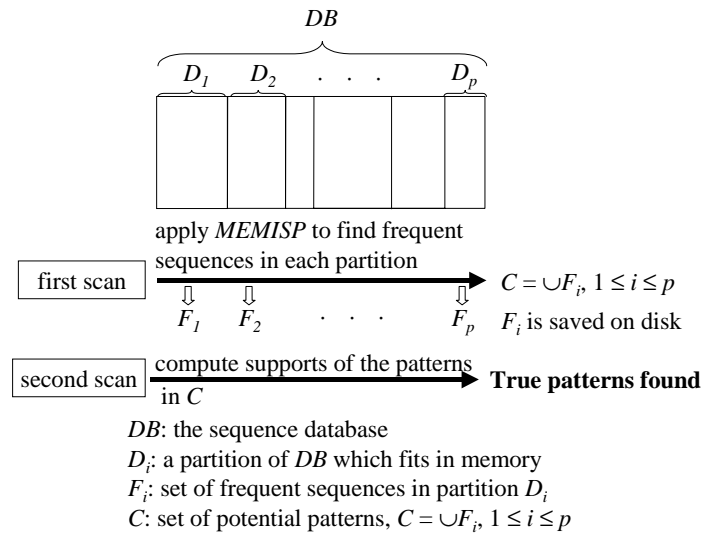 DB
D1 D2 · · · Dp
apply MEMISP to find frequent
sequences in each partition
first scan
C = ∪Fi, 1 ≤ i ≤ p
F1 F2 · · · Fp
Fi is saved on disk
second scan
compute supports of the patterns
in C
True patterns found
DB: the sequence database
Di: a partition of DB which fits in memory
Fi: set of frequent sequences in partition Di
C: set of potential patterns, C = ∪Fi, 1 ≤ i ≤ p